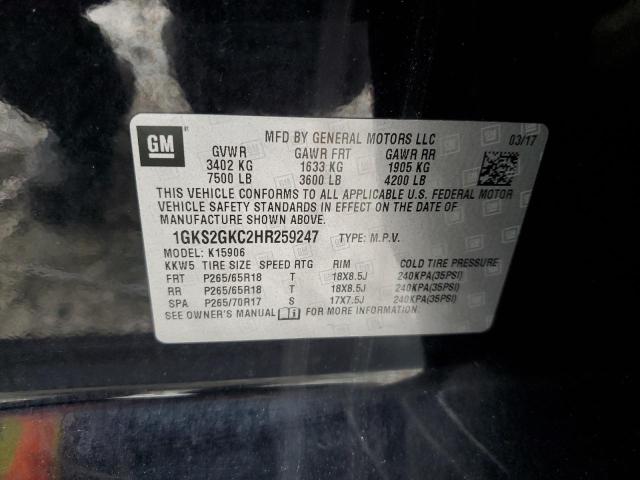 GM
MFD BY GENERAL MOTORS LLC 03/17
GVWR GAWR FRT GAWR RR
3402 KG 1633 KG 1905 KG
7500 LB 3600 LB 4200 LB
THIS VEHICLE CONFORMS TO ALL APPLICABLE U.S. FEDERAL MOTOR
VEHICLE SAFETY STANDARDS IN EFFECT ON THE DATE OF
MANUFACTURE SHOWN ABOVE.
1GKS2GKC2HR259247 TYPE: M.P.V.
MODEL: K15906
KKW5 TIRE SIZE SPEED RTG RIM COLD TIRE PRESSURE
FRT P265/65R18 T 18X8.5J 240KPA(35PSI)
RR P265/65R18 T 18X8.5J 240KPA(35PSI)
SPA P265/70R17 S 17X7.5J 240KPA(35PSI)
SEE OWNER'S MANUAL FOR MORE INFORMATION.